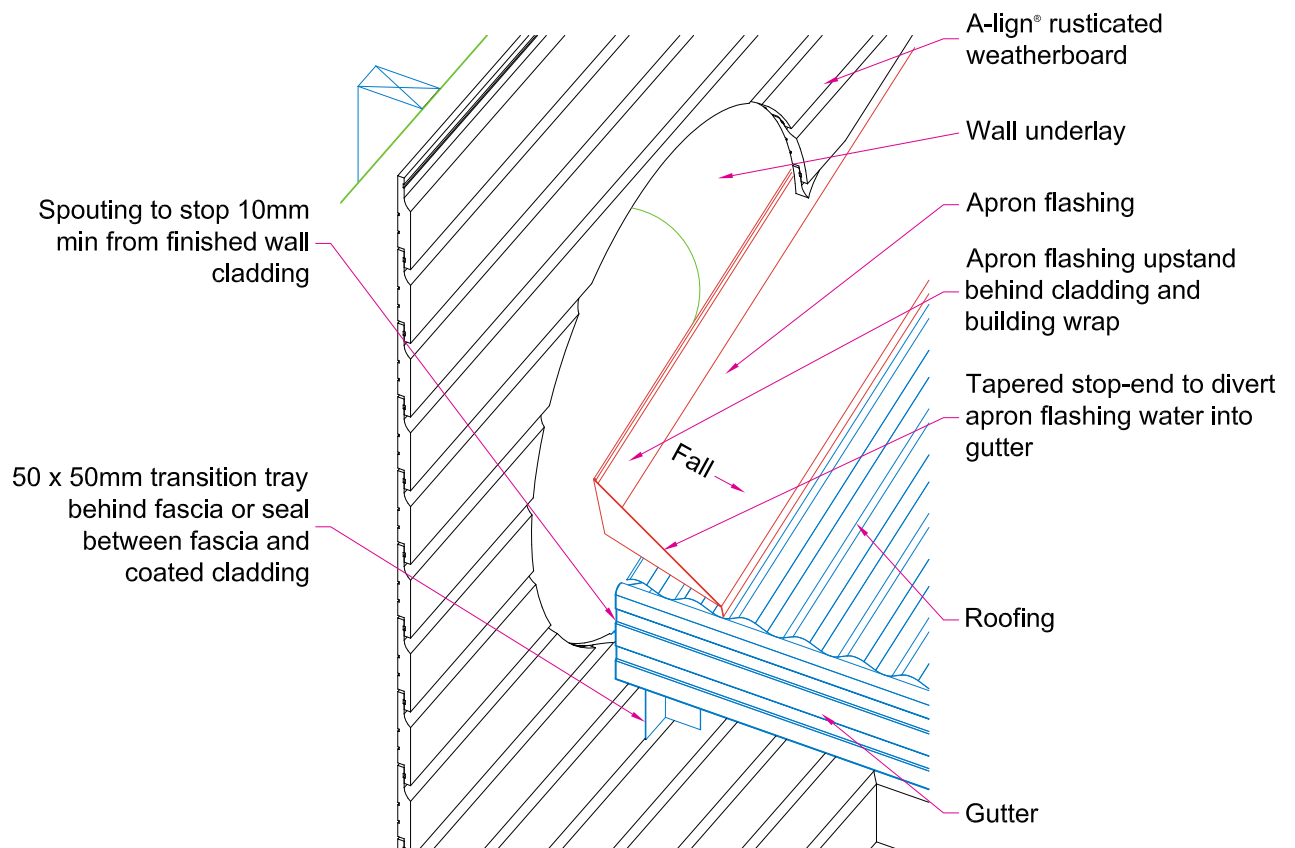 A-lign® rusticated
weatherboard
Wall underlay
Spouting to stop 10mm
min from finished wall
cladding
Apron flashing
Apron flashing upstand
behind cladding and
building wrap
Tapered stop-end to divert
apron flashing water into
gutter
Fall
50 x 50mm transition tray
behind fascia or seal
between fascia and
coated cladding
Roofing
Gutter